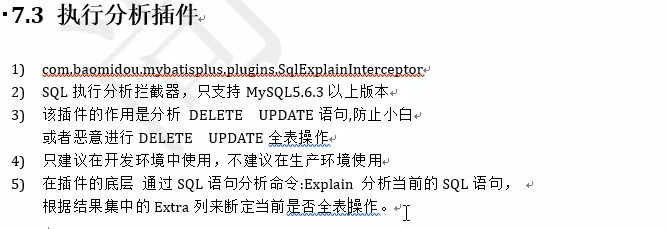 7.3 执行分析插件
1) com.baomidou.mybatisplus.plugins.SqlExplainInterceptor
2) SQL 执行分析拦截器，只支持 MySQL5.6.3 以上版本
3) 该插件的作用是分析 DELETE UPDATE 语句,防止小白
或者恶意进行 DELETE UPDATE 全表操作
4) 只建议在开发环境中使用，不建议在生产环境使用
5) 在插件的底层 通过 SQL 语句分析命令:Explain 分析当前的 SQL 语句，
根据结果集中的 Extra 列来断定当前是否全表操作。